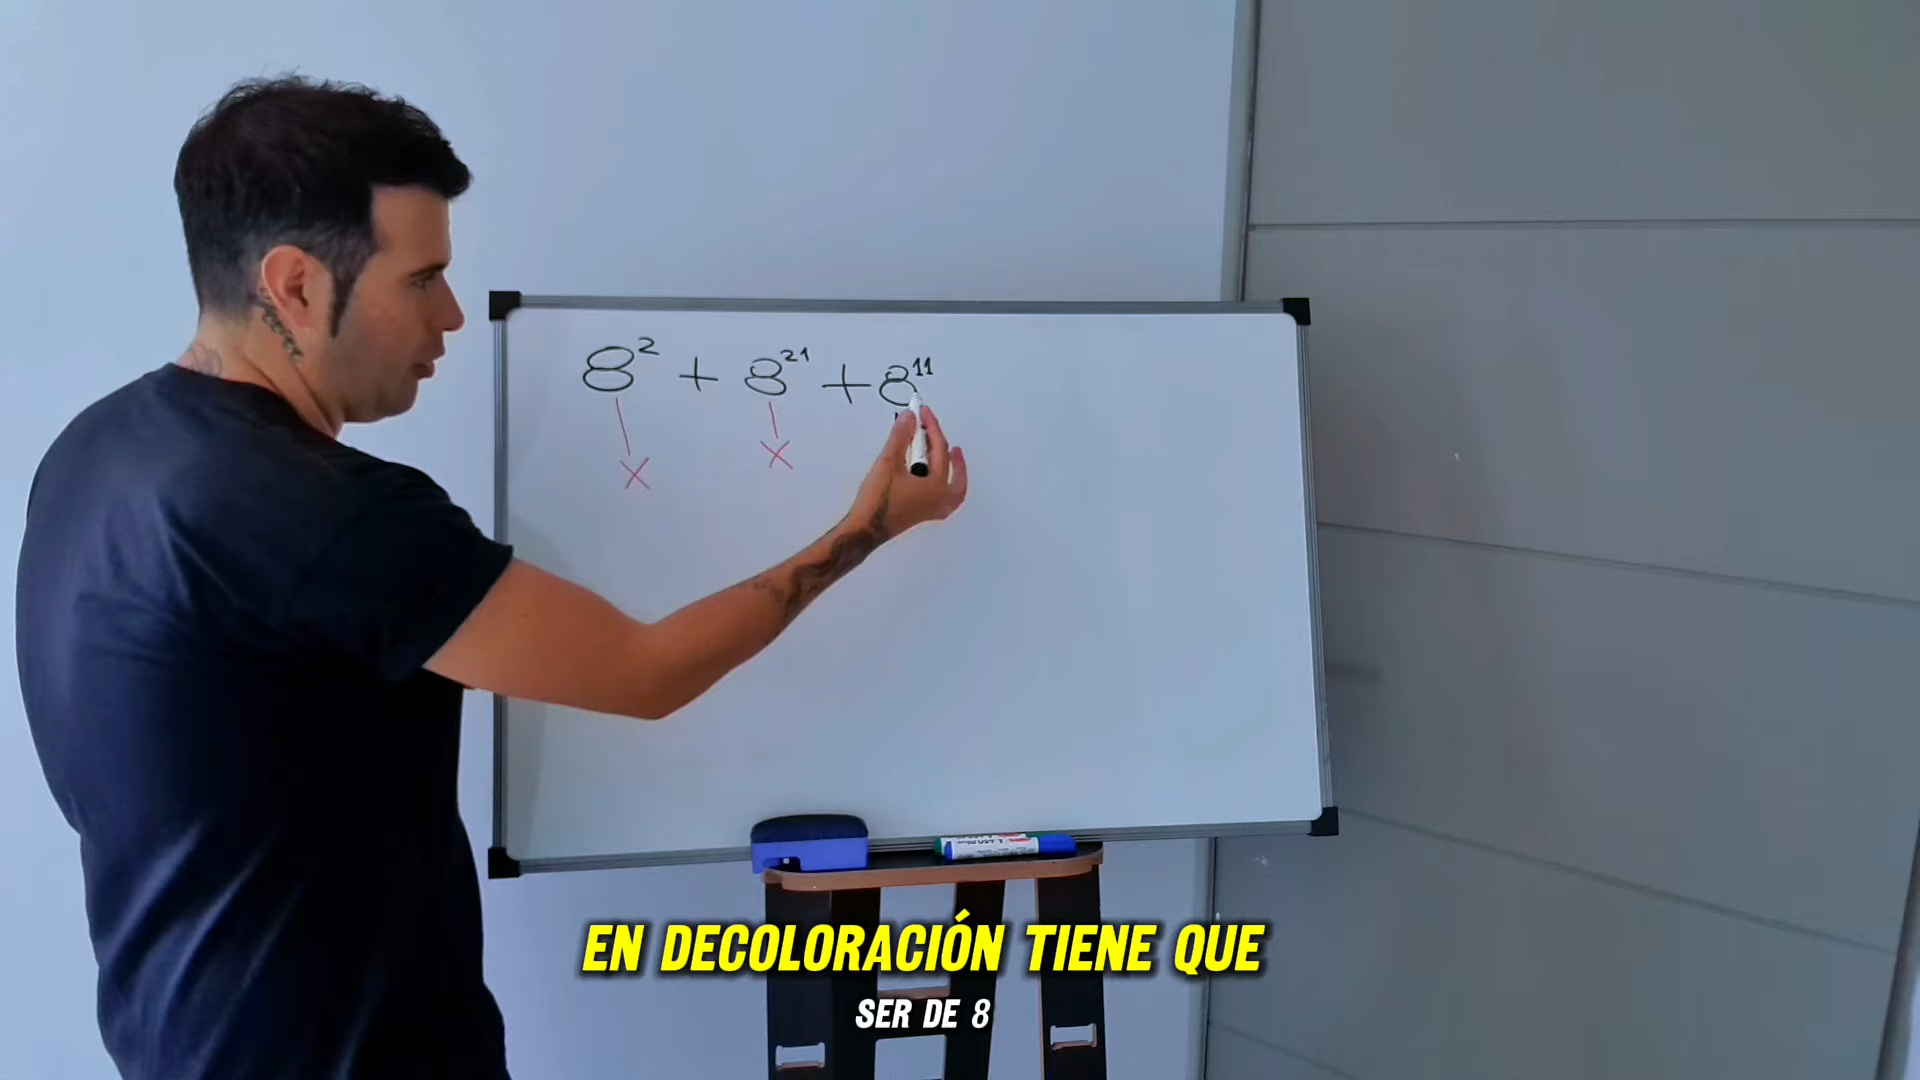 8² + 8²¹ + 8¹¹
X X
EN DECOLORACIÓN TIENE QUE
SER DE 8